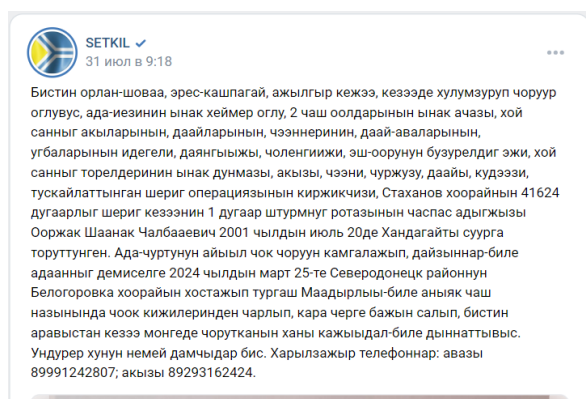 SETKIL
31 июл в 9:18
Бистин орлан-шоваа, эрес-кашпагай, ажылгыр кежээ, кезээде хулумзуруп чоруур
оглувус, ада-иезинин ынак хеймер оглу, 2 чаш оолдарынын ынак ачазы, хой
санныг акыларынын, даайларынын, чээннеринин, даай-аваларынын,
угбаларынын идегели, даянгыыжы, чоленгиижи, эш-оорунун бузурелдиг эжи, хой
санныг торелдеринин ынак дунмазы, акызы, чээни, чуржузу, даайы, кудээзи,
тускайлаттынган шериг операциязынын киржикчизи, Стаханов хоорайнын 41624
дугаарлыг шериг кезээнин 1 дугаар штурмнуг ротазынын часпас адыгжызы
Ооржак Шаанак Чалбааевич 2001 чылдын июль 20де Хандагайты суурга
торуттунген. Ада-чуртунун айыыл чок чоруун камгалажып, дайзыннар-биле
адаанныг демиселге 2024 чылдын март 25-те Северодонецк районнун
Белогоровка хоорайын хостажып тургаш Маадырлыы-биле аныяк чаш
назынында чоок кижилеринден чарлып, кара черге бажын салып, бистин
аравыстан кезээ монгеде чорутканын ханы кажыыдал-биле дыннаттывыс.
Ундурер хунун немей дамчыдар бис. Харылзажыр телефоннар: авазы
89991242807; акызы 89293162424.